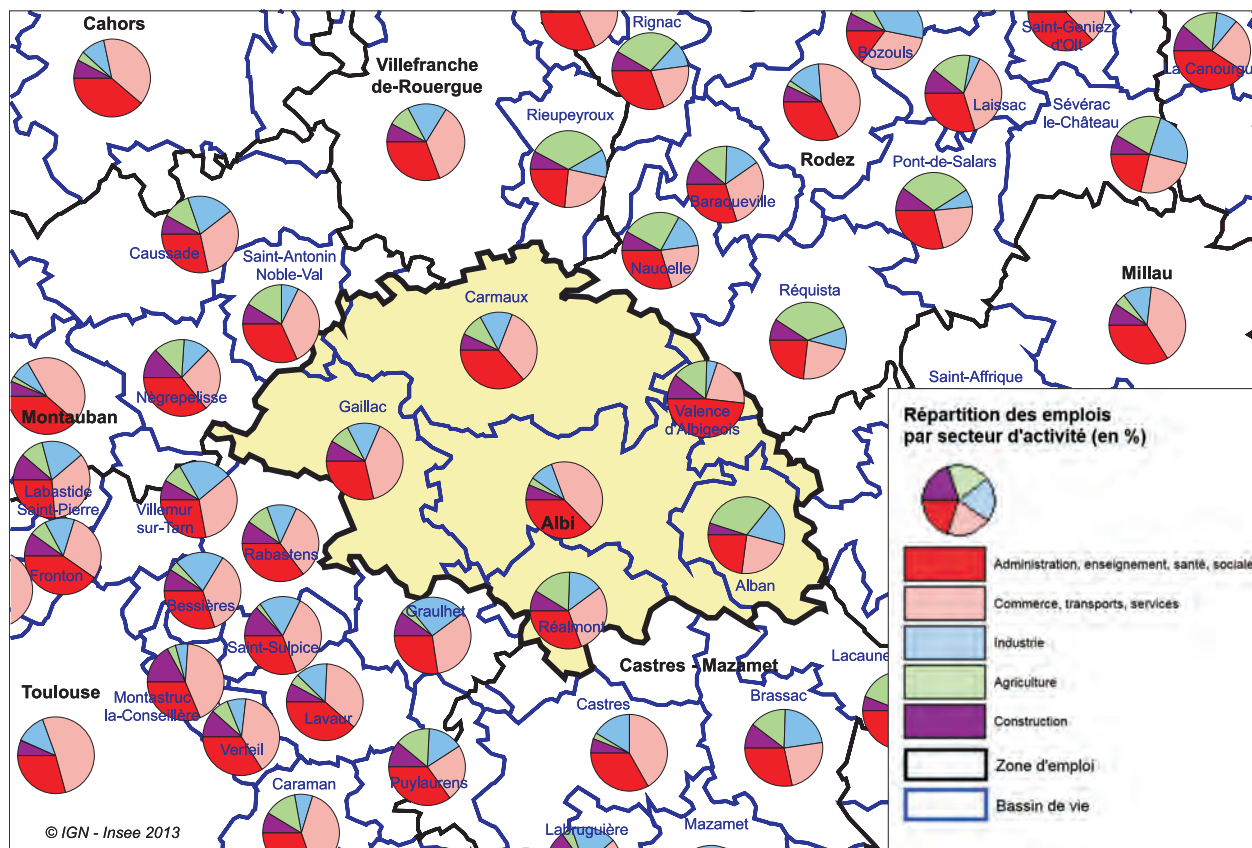 Cahors
Rignac
Bozouls
Saint-Geniez
d'Olt
La Canourgu
Villefranche
de-Rouergue
Rieupeyroux
Laissac
Sévérac
le-Château
Rodez
Pont-de-Salars
Baraqueville
Caussade
Saint-Antonin
Noble-Val
Naucelle
Millau
Carmaux
Réquista
Nègrepelisse
Saint-Affrique
Montauban
Gaillac
Valence
d'Albigeois
Labastide
Saint-Pierre
Villemur
sur-Tarn
Albi
Rabastens
Fronton
Alban
Bessières
Graulhet
Réalmont
Saint-Sulpice
Castres - Mazamet
Lacaune
Toulouse
Montastruc
la-Conseillère
Lavaur
Castres
Brassac
Verfeil
Puylaurens
Caraman
Labruguière
Mazamet
© IGN - Insee 2013
Répartition des emplois
par secteur d'activité (en %)
Administration, enseignement, santé, sociale
Commerce, transports, services
Industrie
Agriculture
Construction
Zone d'emploi
Bassin de vie